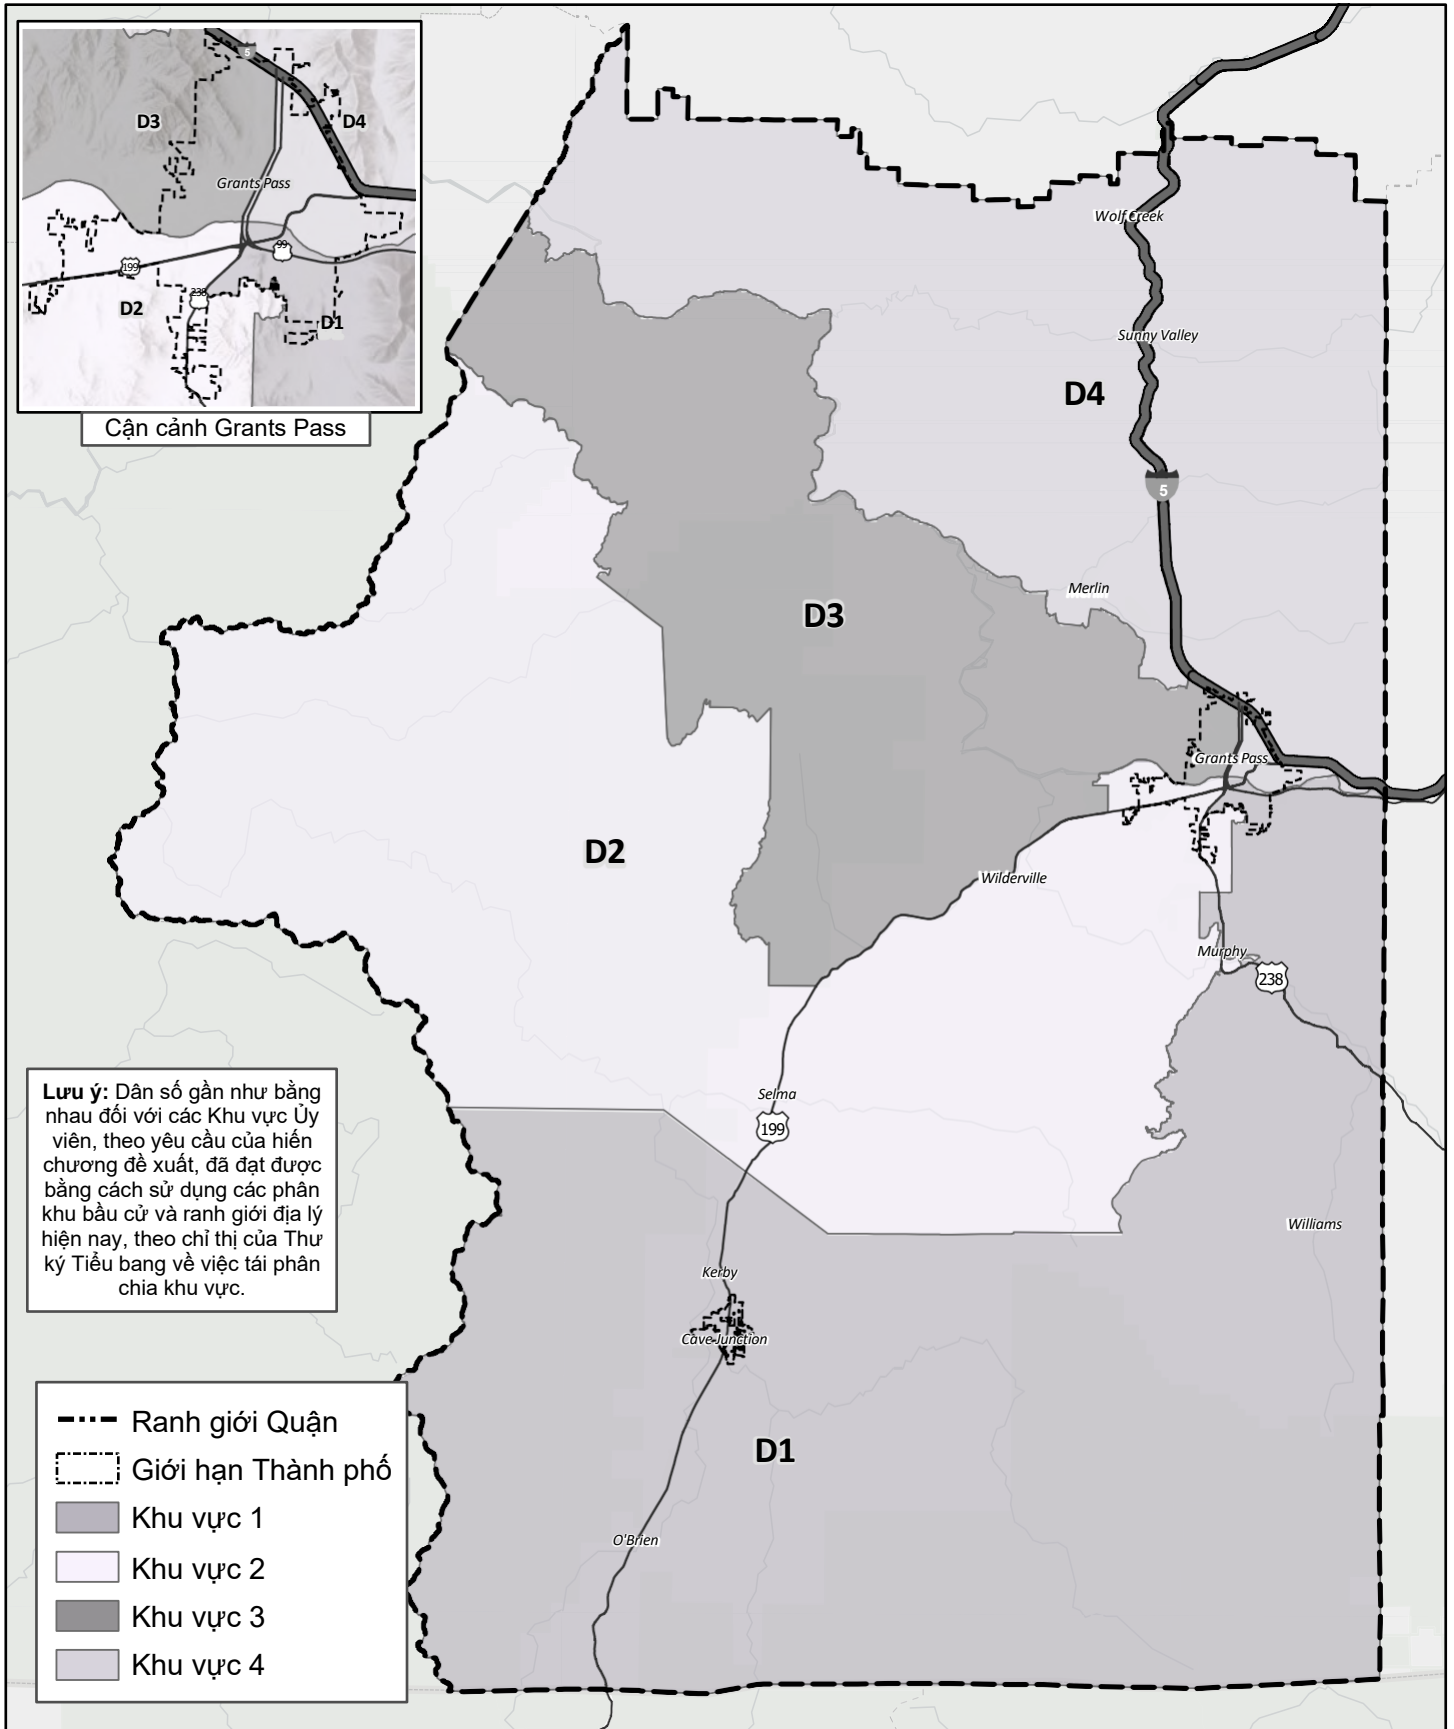 5
D3
D4
Grants Pass
99
199
238
D2
D1
Cận cảnh Grants Pass
Wolf Creek
Sunny Valley
D4
5
Merlin
D3
Grants Pass
D2
Wilderville
Murphy
238
Selma
199
Williams
Kerby
Cave Junction
D1
O'Brien
Lưu ý: Dân số gần như bằng
nhau đối với các Khu vực Ủy
viên, theo yêu cầu của hiến
chương đề xuất, đã đạt được
bằng cách sử dụng các phân
khu bầu cử và ranh giới địa lý
hiện nay, theo chỉ thị của Thư
ký Tiểu bang về việc tái phân
chia khu vực.
Ranh giới Quận
Giới hạn Thành phố
Khu vực 1
Khu vực 2
Khu vực 3
Khu vực 4